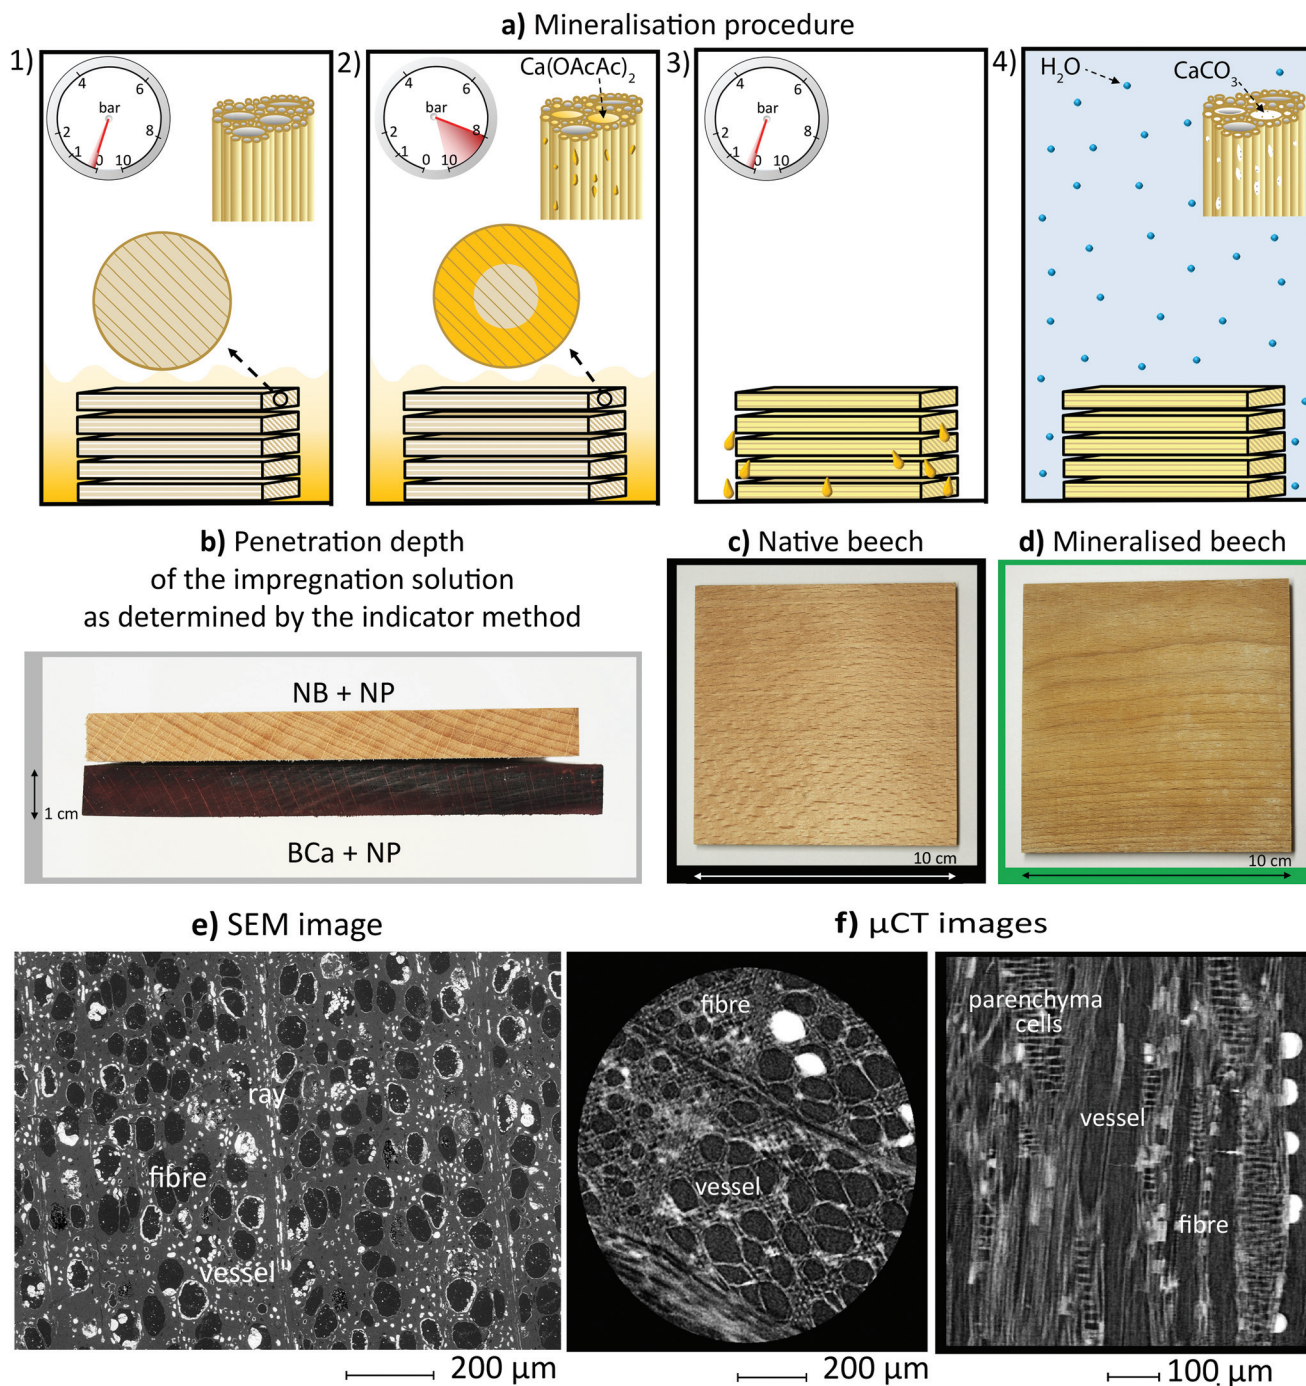 a) Mineralisation procedure
1)
4
6
bar
2
8
1
0
10
2)
4
6
bar
2
8
1
0
10
Ca(OAcAc)2
3)
4
6
bar
2
8
1
0
10
4)
H2O
CaCO3
b) Penetration depth
of the impregnation solution
as determined by the indicator method
NB + NP
1 cm
BCa + NP
c) Native beech
10 cm
d) Mineralised beech
10 cm
e) SEM image
ray
fibre
vessel
200 µm
f) µCT images
fibre
vessel
200 µm
parenchyma
cells
vessel
fibre
100 µm